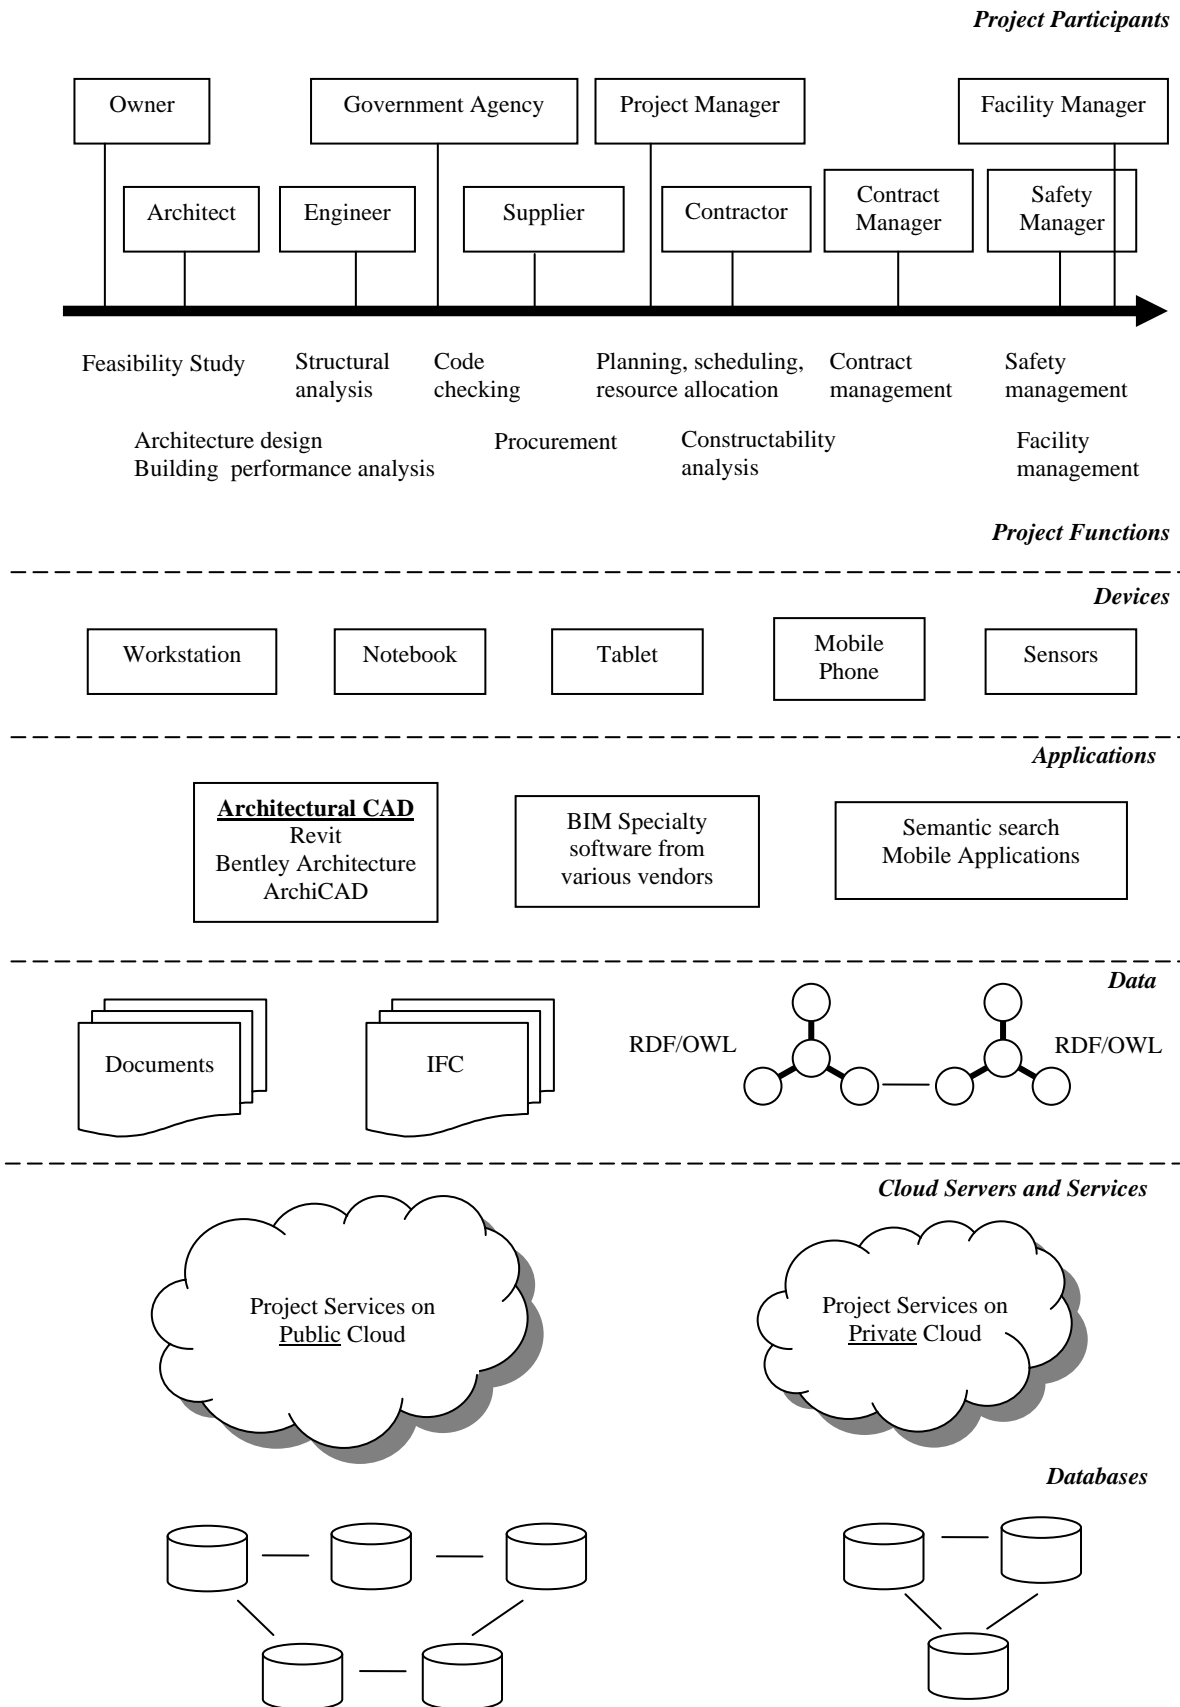 Project Participants
Owner
Government Agency
Project Manager
Facility Manager
Architect
Engineer
Supplier
Contractor
Contract
Manager
Safety
Manager
Feasibility Study
Structural
analysis
Code
checking
Planning, scheduling,
resource allocation
Contract
management
Safety
management
Architecture design
Building  performance analysis
Procurement
Constructability
analysis
Facility
management
Project Functions
Devices
Workstation
Notebook
Tablet
Mobile
Phone
Sensors
Applications
Architectural CAD
Revit
Bentley Architecture
ArchiCAD
BIM Specialty
software from
various vendors
Semantic search
Mobile Applications
Data
Documents
IFC
RDF/OWL
RDF/OWL
Cloud Servers and Services
Project Services on
Public Cloud
Project Services on
Private Cloud
Databases